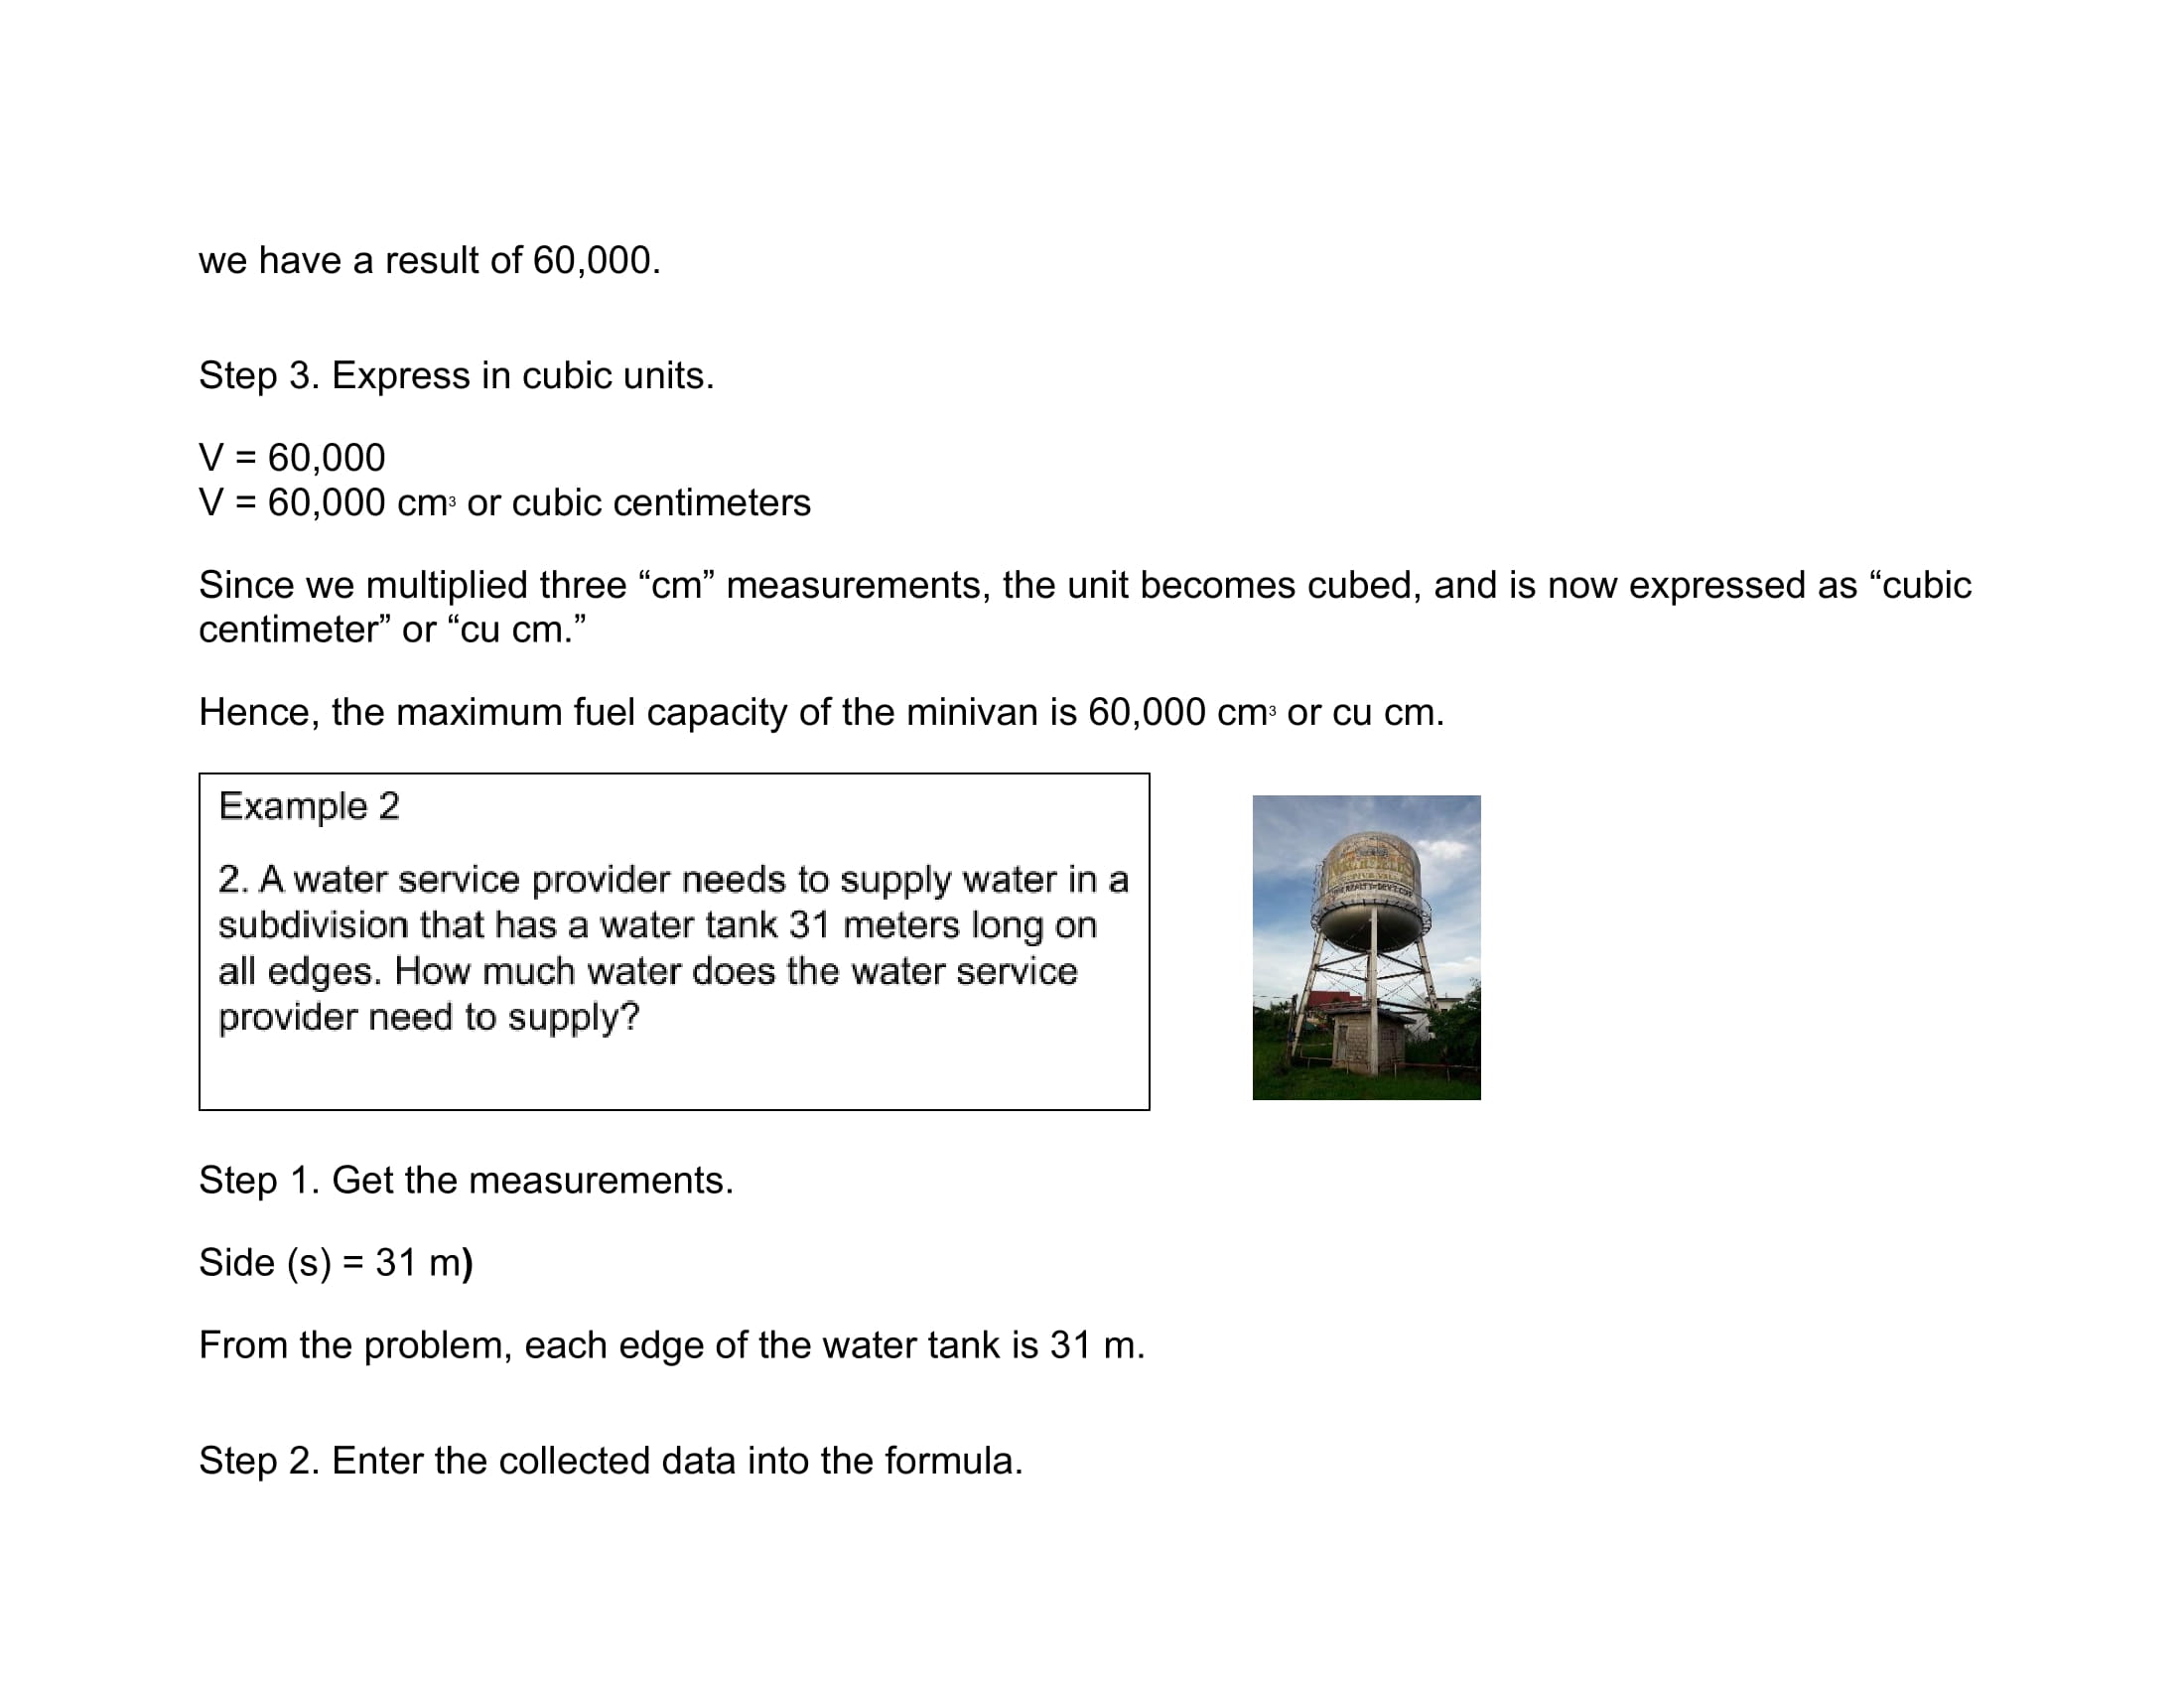 we have a result of 60,000.
Step 3. Express in cubic units.
V = 60,000
V = 60,000 cm³ or cubic centimeters
Since we multiplied three “cm” measurements, the unit becomes cubed, and is now expressed as “cubic
centimeter” or “cu cm.”
Hence, the maximum fuel capacity of the minivan is 60,000 cm³ or cu cm.
Example 2
2. A water service provider needs to supply water in a
subdivision that has a water tank 31 meters long on
all edges. How much water does the water service
provider need to supply?
Step 1. Get the measurements.
Side (s) = 31 m)
From the problem, each edge of the water tank is 31 m.
Step 2. Enter the collected data into the formula.